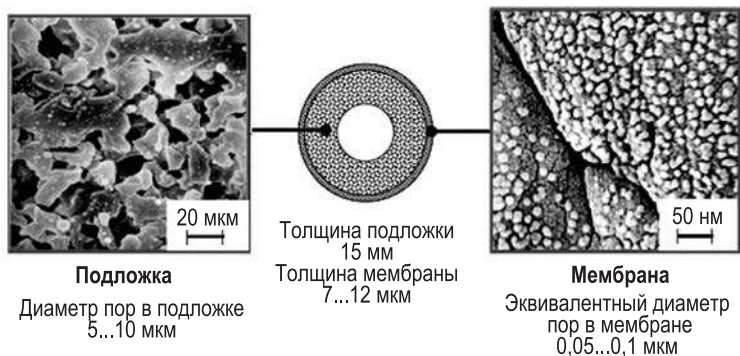 20 мкм
Подложка
Диаметр пор в подложке
5...10 мкм
Толщина подложки
15 мм
Толщина мембраны
7...12 мкм
50 нм
Мембрана
Эквивалентный диаметр
пор в мембране
0,05...0,1 мкм